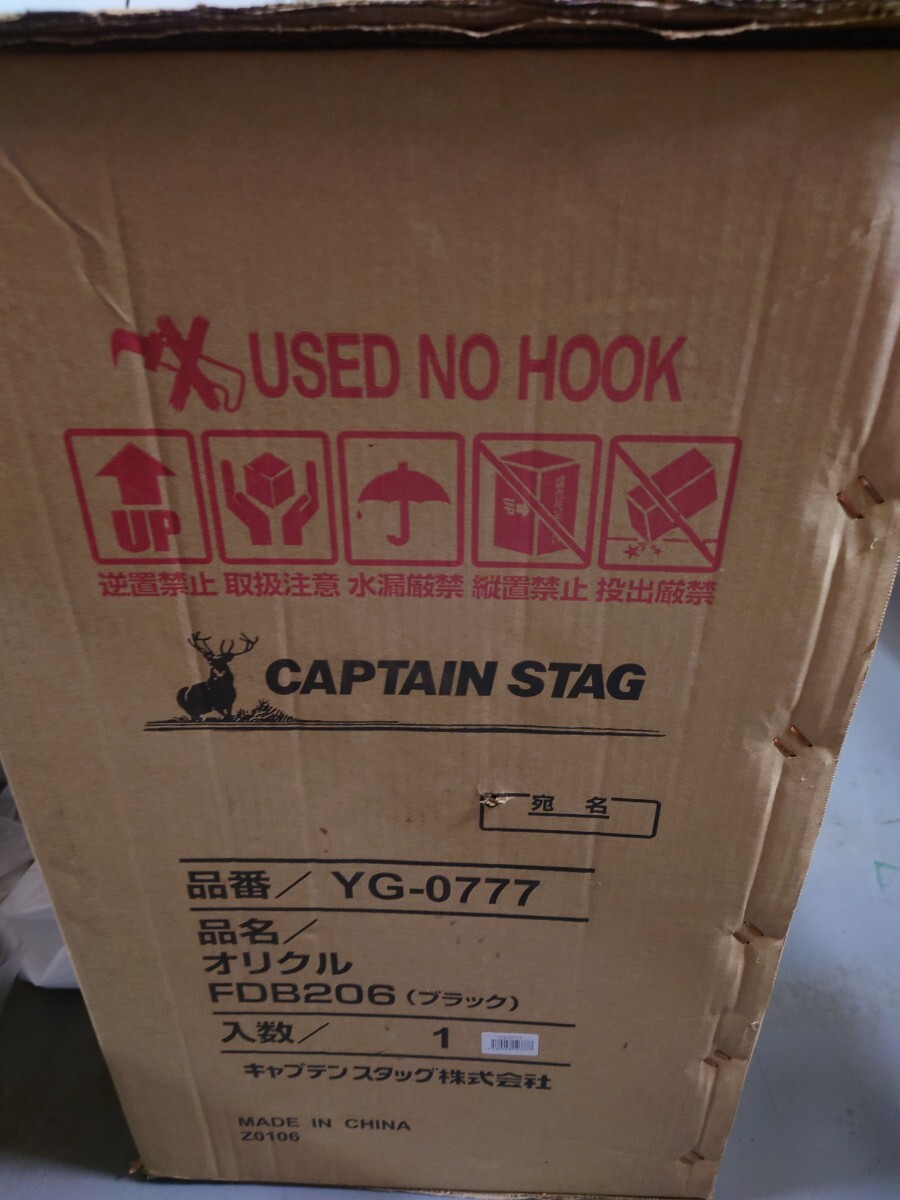 USED NO HOOK
UP
逆置禁止 取扱注意 水漏厳禁 縦置禁止 投出厳禁
CAPTAIN STAG
宛名
品番/ YG-0777
品名/
オリクル
FDB206(ブラック)
入数/ 1
キャプテンスタッグ株式会社
MADE IN CHINA
Z0106